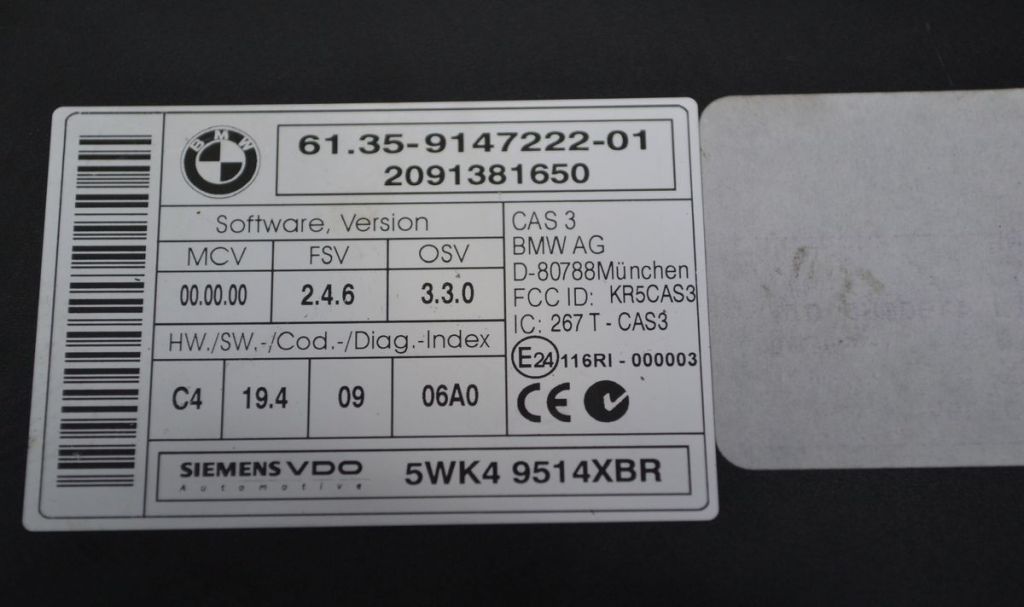 BMW
61.35-9147222-01
2091381650
Software, Version
MCV FSV OSV
00.00.00 2.4.6 3.3.0
HW./SW.-/Cod.-/Diag.-Index
C4 19.4 09 06A0
CAS 3
BMW AG
D-80788München
FCC ID: KR5CAS3
IC: 267 T - CAS3
E24 116RI - 000003
CE
SIEMENS VDO
Automotive
5WK4 9514XBR